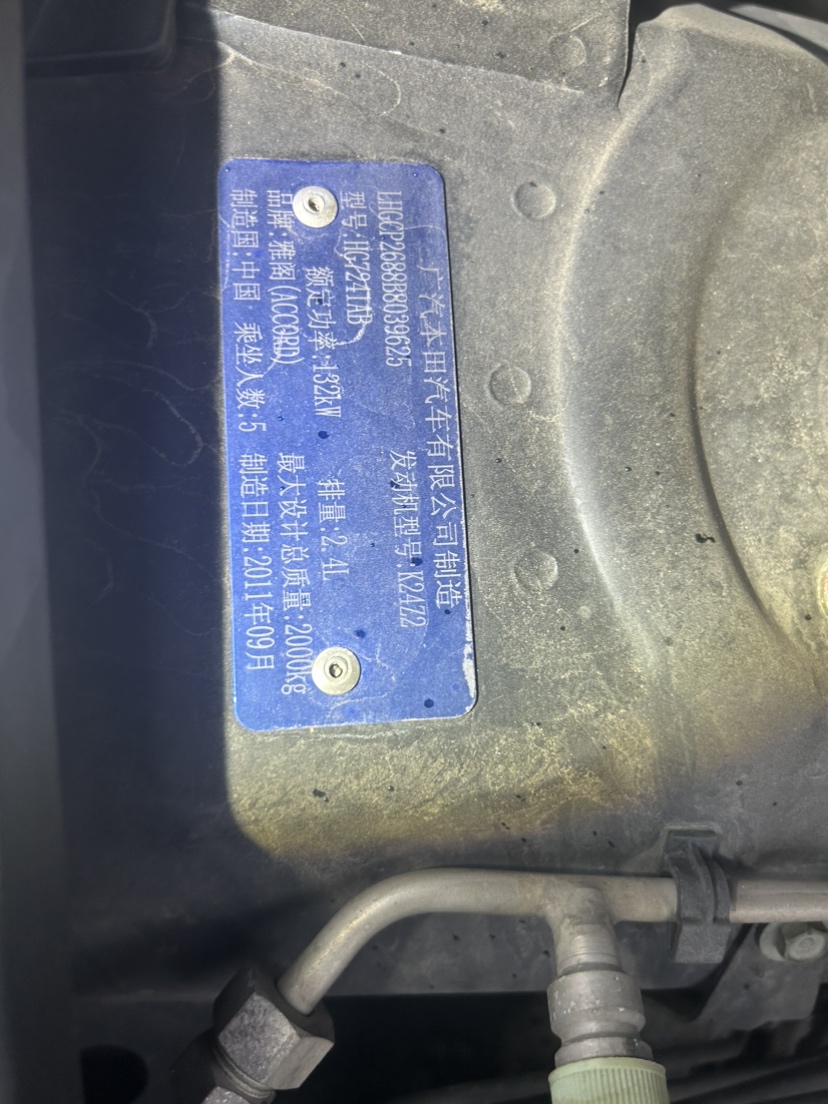 广汽本田汽车有限公司制造
LHGCP2688B8039625 发动机型号:K24Z2
型号:HG7241AB 额定功率:132kW 排量:2.4L
品牌:雅阁(ACCORD) 最大设计总质量:2000kg
制造国:中国 乘坐人数:5 制造日期:2011年09月